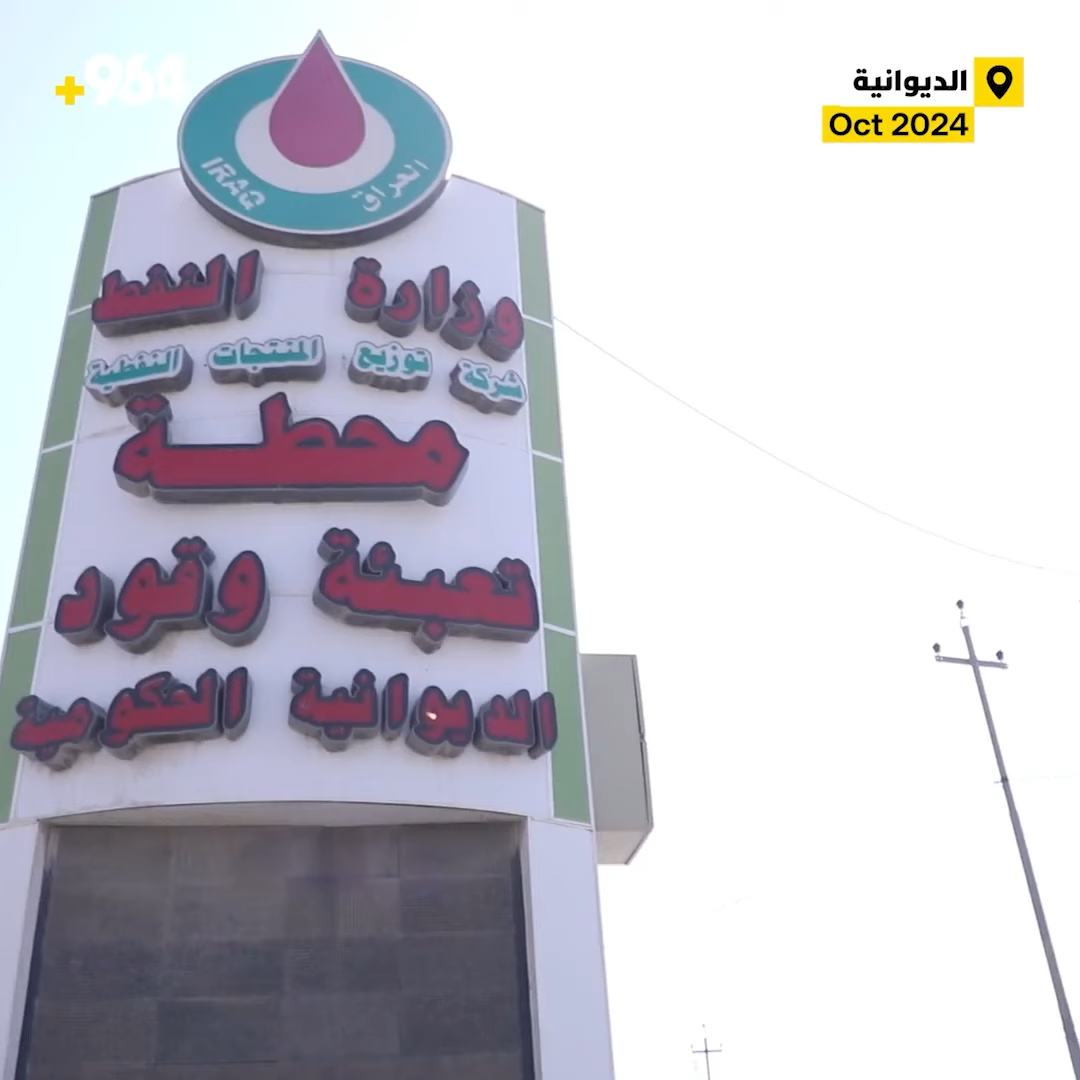 +964
الديوانية
Oct 2024
IRAQ العراق
وزارة النفط
شركة توزيع المنتجات النفطية
محطة
تعبئة وقود
الديوانية الحكومية